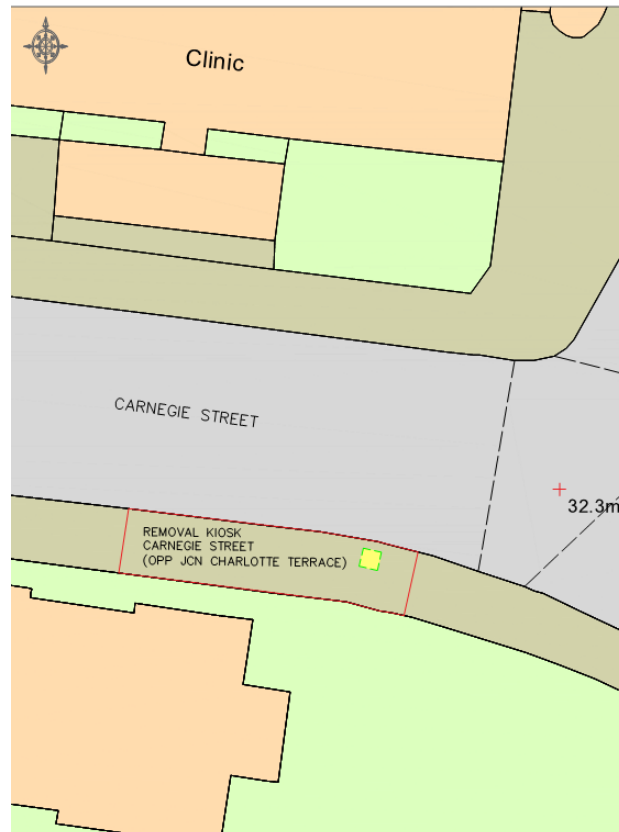 Clinic
CARNEGIE STREET
32.3m
REMOVAL KIOSK
CARNEGIE STREET
(OPP JCN CHARLOTTE TERRACE)